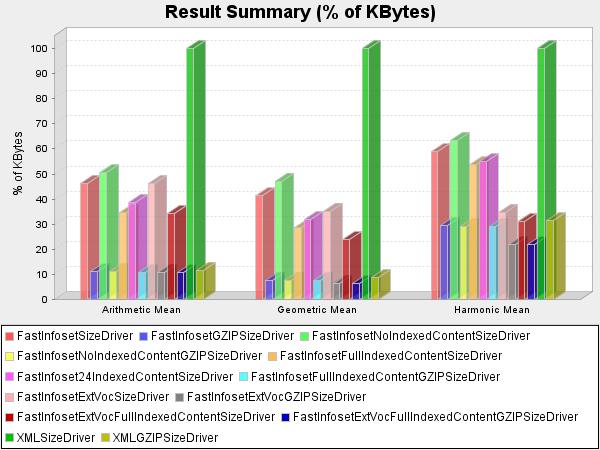 Result Summary (% of KBytes)
% of KBytes
100
90
80
70
60
50
40
30
20
10
0
Arithmetic Mean Geometric Mean Harmonic Mean
FastInfosetSizeDriver FastInfosetGZIPSizeDriver FastInfosetNoIndexedContentSizeDriver
FastInfosetNoIndexedContentGZIPSizeDriver FastInfosetFullIndexedContentSizeDriver
FastInfoset24IndexedContentSizeDriver FastInfosetFullIndexedContentGZIPSizeDriver
FastInfosetExtVocSizeDriver FastInfosetExtVocGZIPSizeDriver
FastInfosetExtVocFullIndexedContentSizeDriver FastInfosetExtVocFullIndexedContentGZIPSizeDriver
XMLSizeDriver XMLGZIPSizeDriver